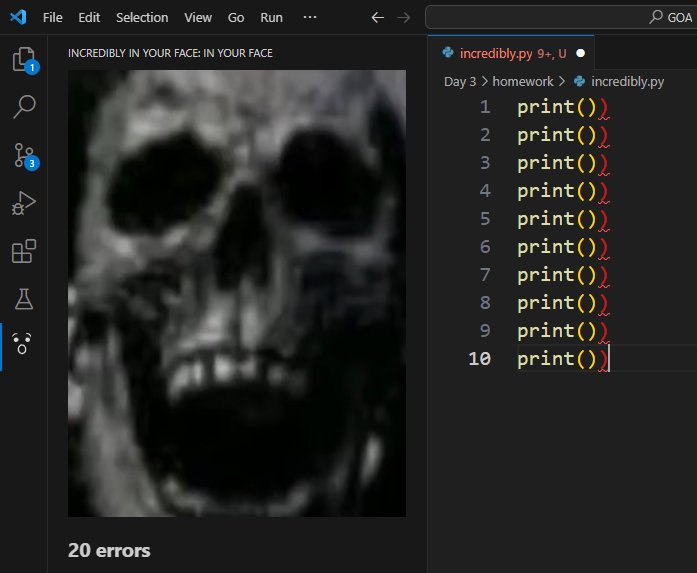 File Edit Selection View Go Run ··· GOA
1
3
INCREDIBLY IN YOUR FACE: IN YOUR FACE
20 errors
incredibly.py 9+, U
Day 3 > homework > incredibly.py
1 print())
2 print())
3 print())
4 print())
5 print())
6 print())
7 print())
8 print())
9 print())
10 print())